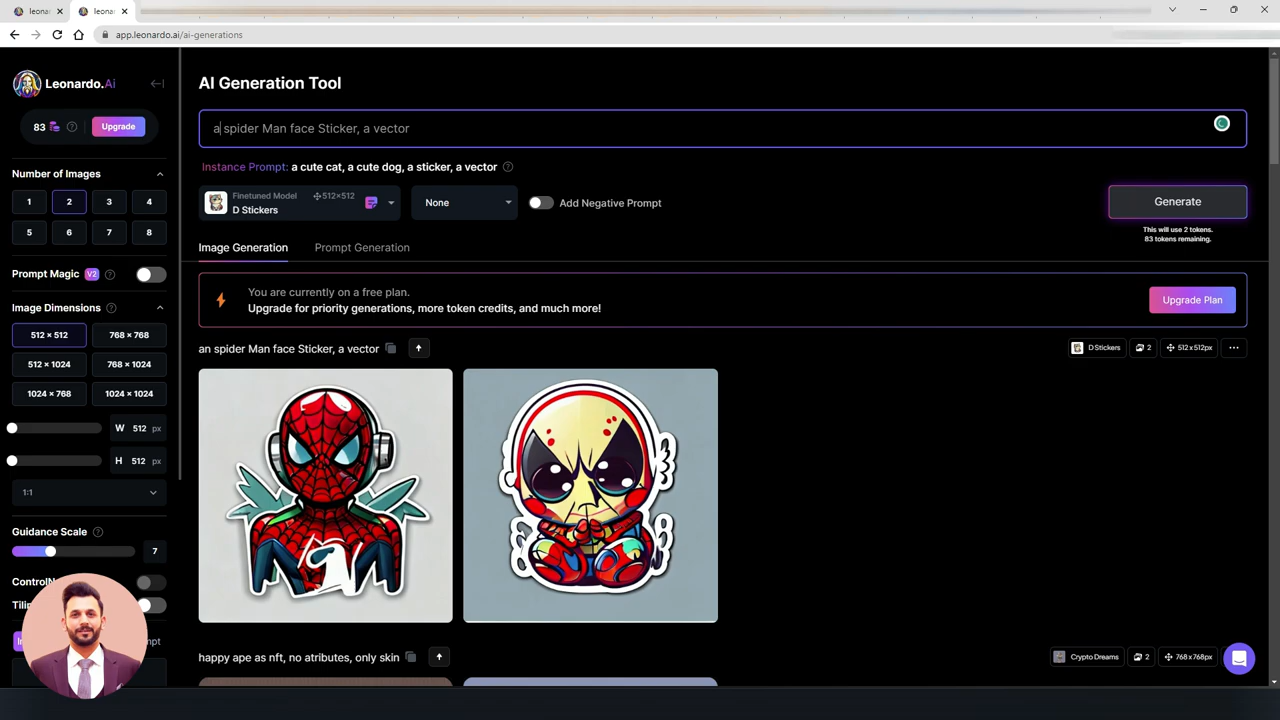 leona
leona
app.leonardo.ai/ai-generations
Leonardo.Ai
83
Upgrade
Number of Images
1
2
3
4
5
6
7
8
Prompt Magic V2
Image Dimensions
512 × 512
768 × 768
512 × 1024
768 × 1024
1024 × 768
1024 × 1024
W 512 px
H 512 px
1:1
Guidance Scale
7
AI Generation Tool
a spider Man face Sticker, a vector
Instance Prompt: a cute cat, a cute dog, a sticker, a vector
Finetuned Model 512×512
D Stickers
None
Add Negative Prompt
Generate
This will use 2 tokens.
83 tokens remaining.
Image Generation
Prompt Generation
You are currently on a free plan.
Upgrade for priority generations, more token credits, and much more!
Upgrade Plan
an spider Man face Sticker, a vector
D Stickers
2
512 x 512px
happy ape as nft, no atributes, only skin
Crypto Dreams
2
768 x 768px